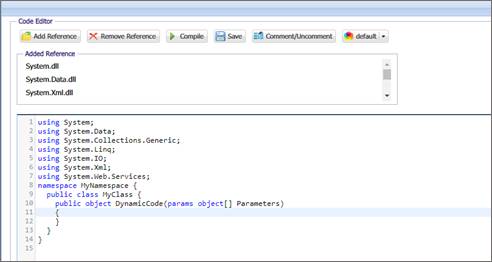 Code Editor
Add Reference Remove Reference Compile Save Comment/Uncomment default
Added Reference
System.dll
System.Data.dll
System.Xml.dll
1 using System;
2 using System.Data;
3 using System.Collections.Generic;
4 using System.Linq;
5 using System.IO;
6 using System.Xml;
7 using System.Web.Services;
8 namespace MyNamespace {
9 public class MyClass {
10 public object DynamicCode(params object[] Parameters)
11 {
12 }
13 }
14 }
15